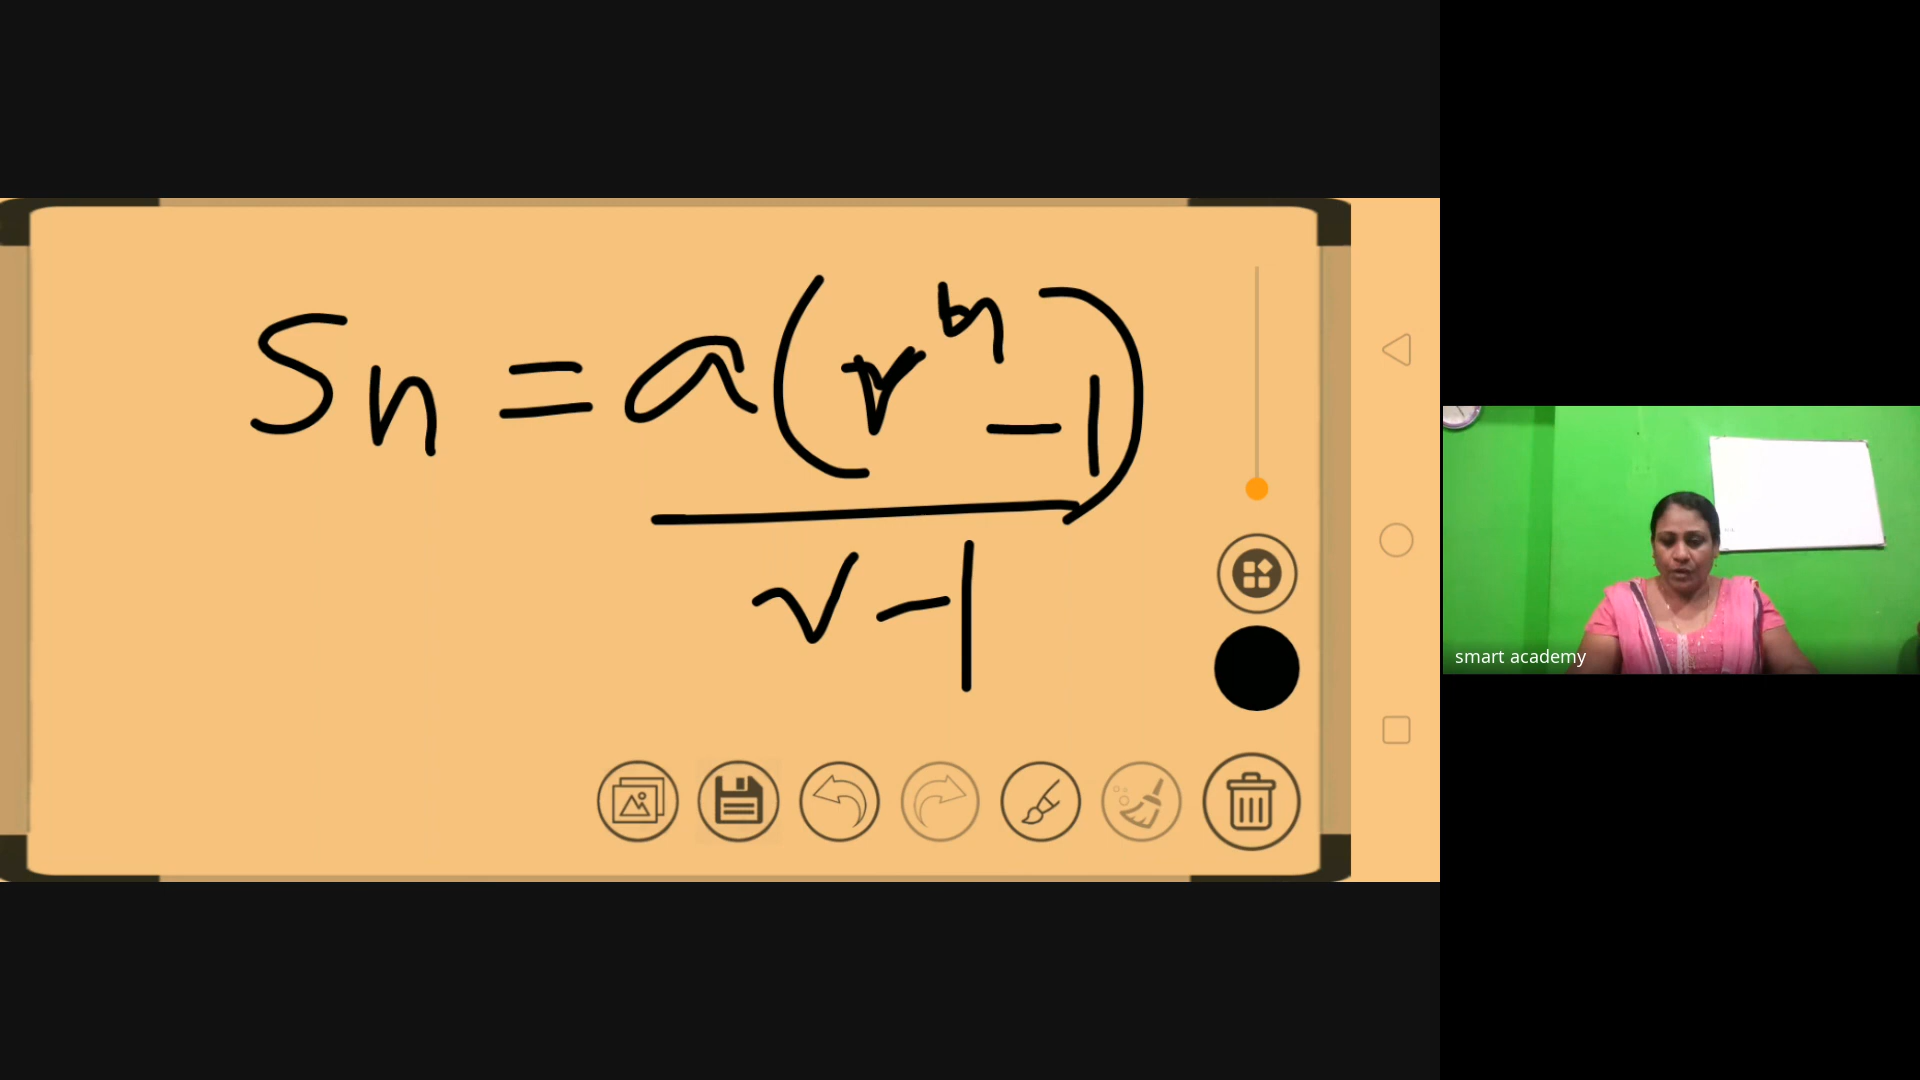 Sn = a(r^n - 1)
r - 1
smart academy